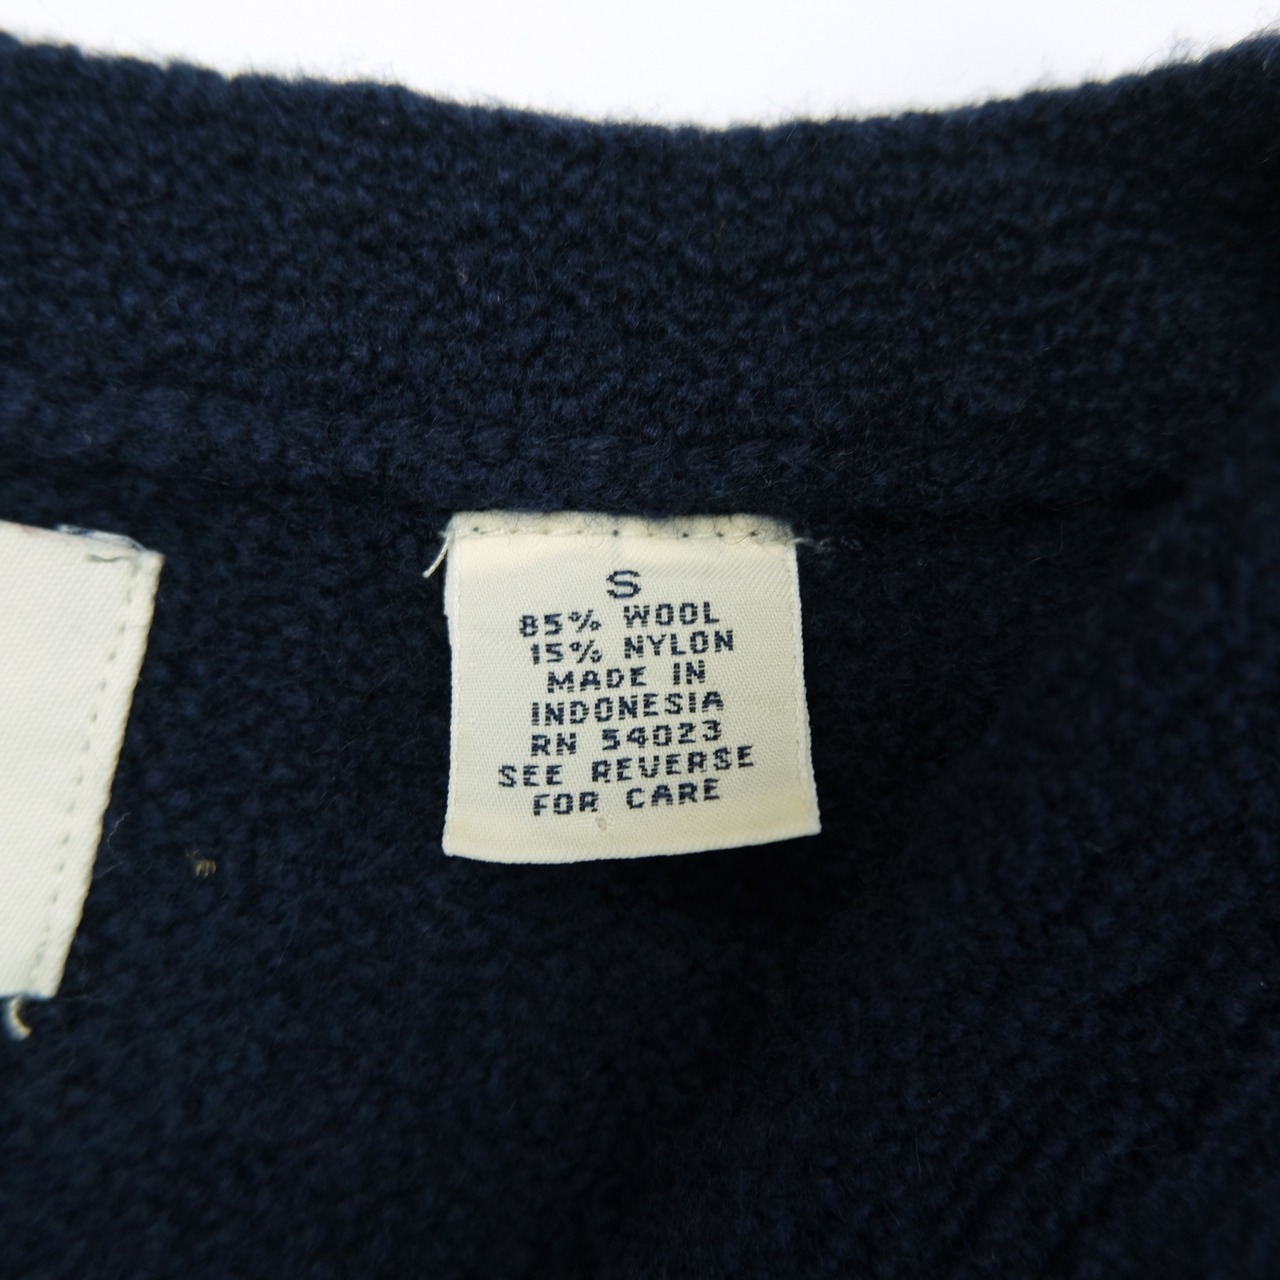 S
85% WOOL
15% NYLON
MADE IN
INDONESIA
RN 54023
SEE REVERSE
FOR CARE